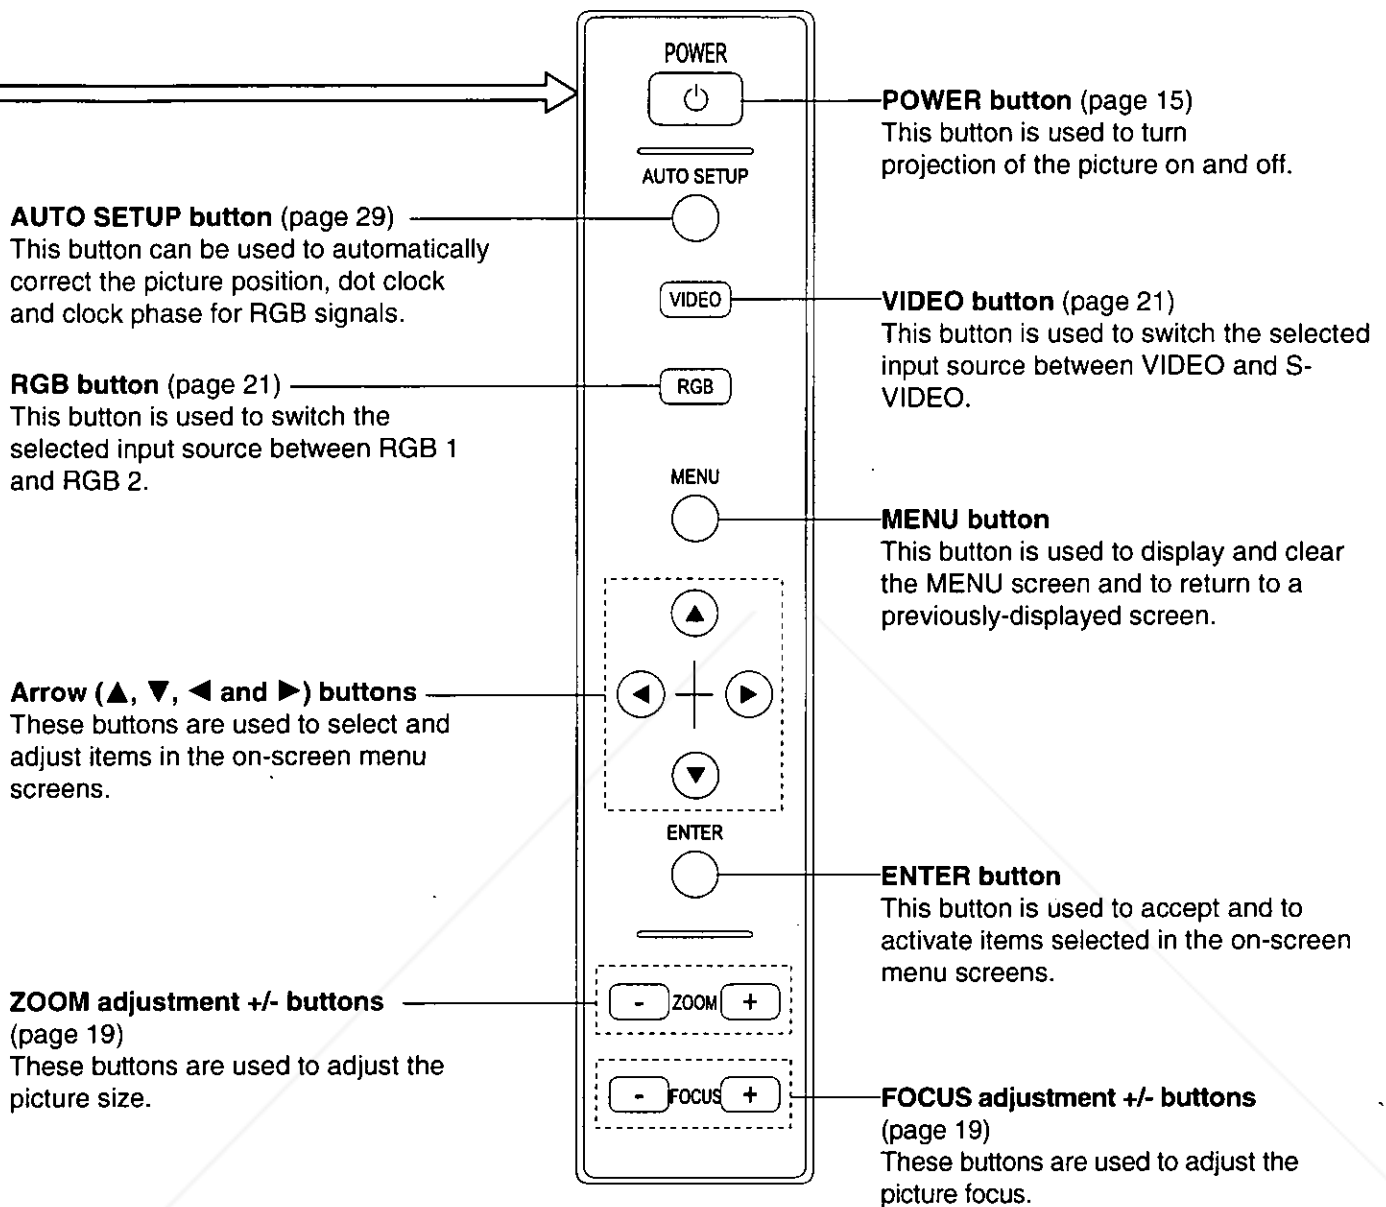 POWER
POWER button (page 15)
This button is used to turn
projection of the picture on and off.
AUTO SETUP
AUTO SETUP button (page 29)
This button can be used to automatically
correct the picture position, dot clock
and clock phase for RGB signals.
VIDEO
VIDEO button (page 21)
This button is used to switch the selected
input source between VIDEO and S-
VIDEO.
RGB button (page 21)
This button is used to switch the
selected input source between RGB 1
and RGB 2.
RGB
MENU
MENU button
This button is used to display and clear
the MENU screen and to return to a
previously-displayed screen.
Arrow (▲, ▼, ◀ and ▶) buttons
These buttons are used to select and
adjust items in the on-screen menu
screens.
▲
◀ ▶
▼
ENTER
ENTER button
This button is used to accept and to
activate items selected in the on-screen
menu screens.
ZOOM adjustment +/- buttons
(page 19)
These buttons are used to adjust the
picture size.
- ZOOM +
- FOCUS +
FOCUS adjustment +/- buttons
(page 19)
These buttons are used to adjust the
picture focus.